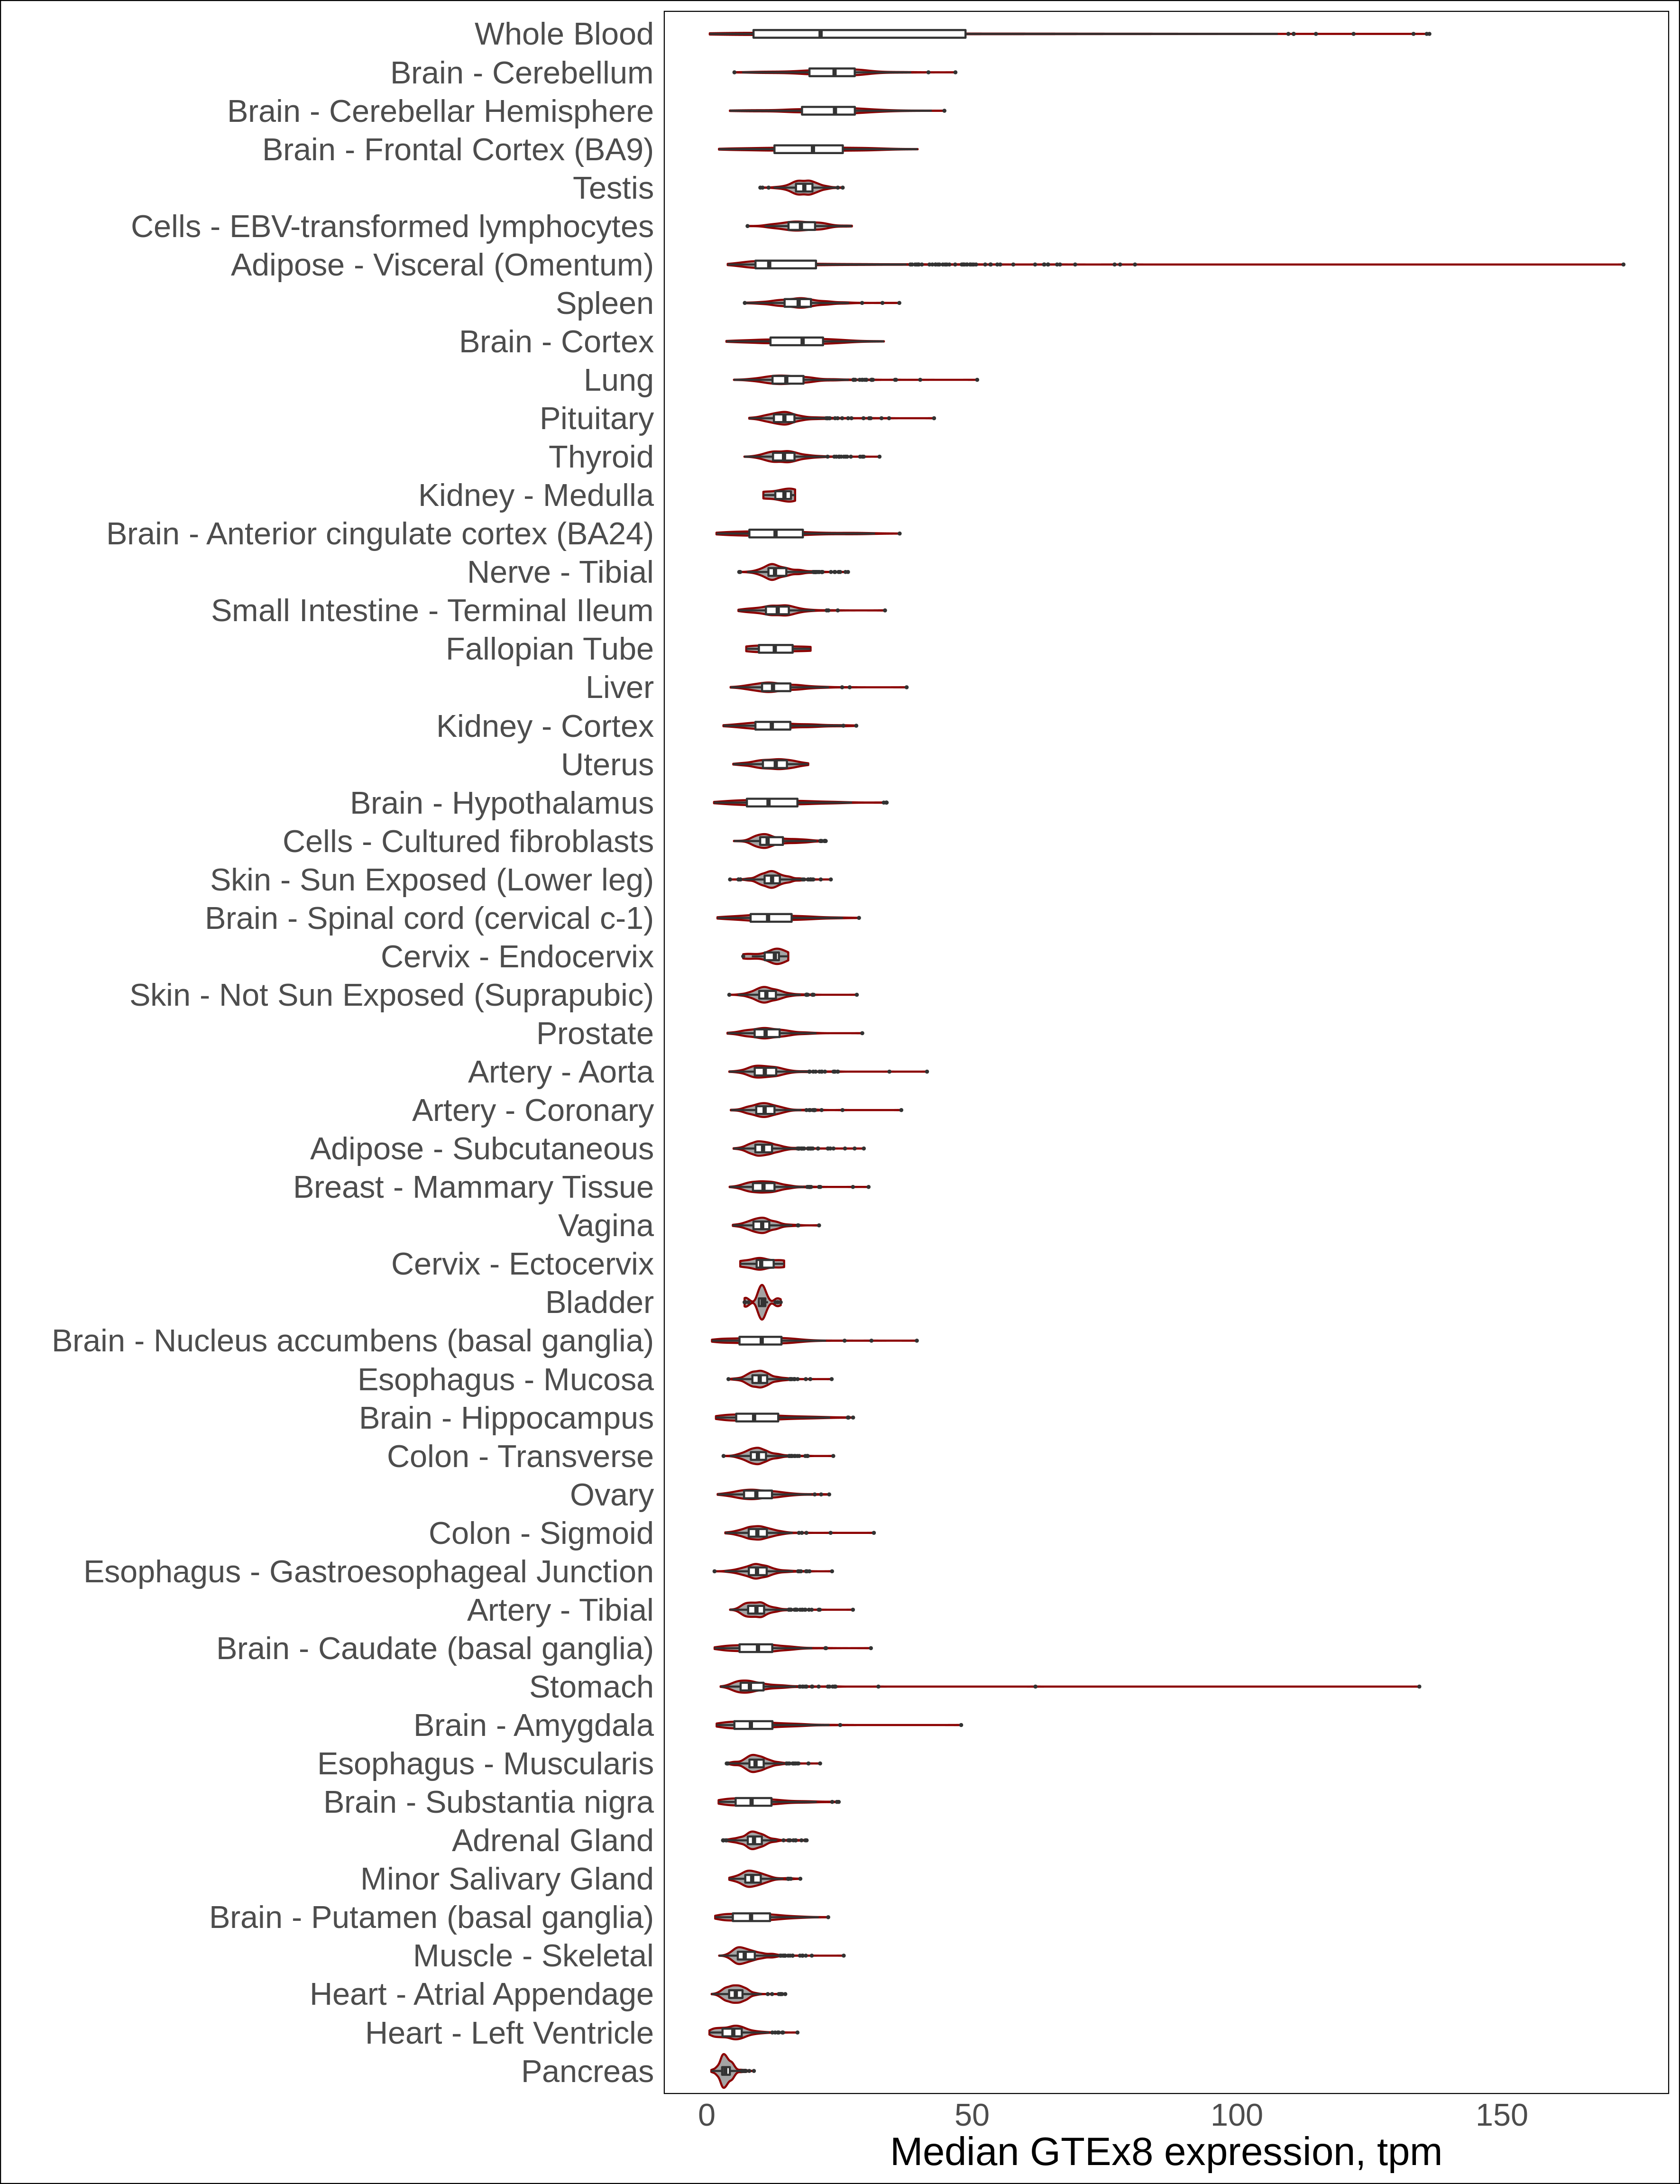 Whole Blood
Brain - Cerebellum
Brain - Cerebellar Hemisphere
Brain - Frontal Cortex (BA9)
Testis
Cells - EBV-transformed lymphocytes
Adipose - Visceral (Omentum)
Spleen
Brain - Cortex
Lung
Pituitary
Thyroid
Kidney - Medulla
Brain - Anterior cingulate cortex (BA24)
Nerve - Tibial
Small Intestine - Terminal Ileum
Fallopian Tube
Liver
Kidney - Cortex
Uterus
Brain - Hypothalamus
Cells - Cultured fibroblasts
Skin - Sun Exposed (Lower leg)
Brain - Spinal cord (cervical c-1)
Cervix - Endocervix
Skin - Not Sun Exposed (Suprapubic)
Prostate
Artery - Aorta
Artery - Coronary
Adipose - Subcutaneous
Breast - Mammary Tissue
Vagina
Cervix - Ectocervix
Bladder
Brain - Nucleus accumbens (basal ganglia)
Esophagus - Mucosa
Brain - Hippocampus
Colon - Transverse
Ovary
Colon - Sigmoid
Esophagus - Gastroesophageal Junction
Artery - Tibial
Brain - Caudate (basal ganglia)
Stomach
Brain - Amygdala
Esophagus - Muscularis
Brain - Substantia nigra
Adrenal Gland
Minor Salivary Gland
Brain - Putamen (basal ganglia)
Muscle - Skeletal
Heart - Atrial Appendage
Heart - Left Ventricle
Pancreas
0 50 100 150
Median GTEx8 expression, tpm